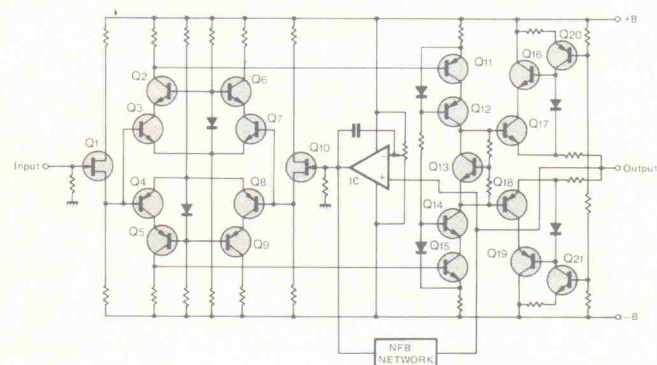 +B
Q20
Q16
Q11
Q2
Q6
Q12
Q3
Q7
Q17
Q1
Q10
Input
IC
-
+
Q13
Output
Q4
Q8
Q18
Q14
Q5
Q9
Q19
Q15
Q21
-B
NFB
NETWORK